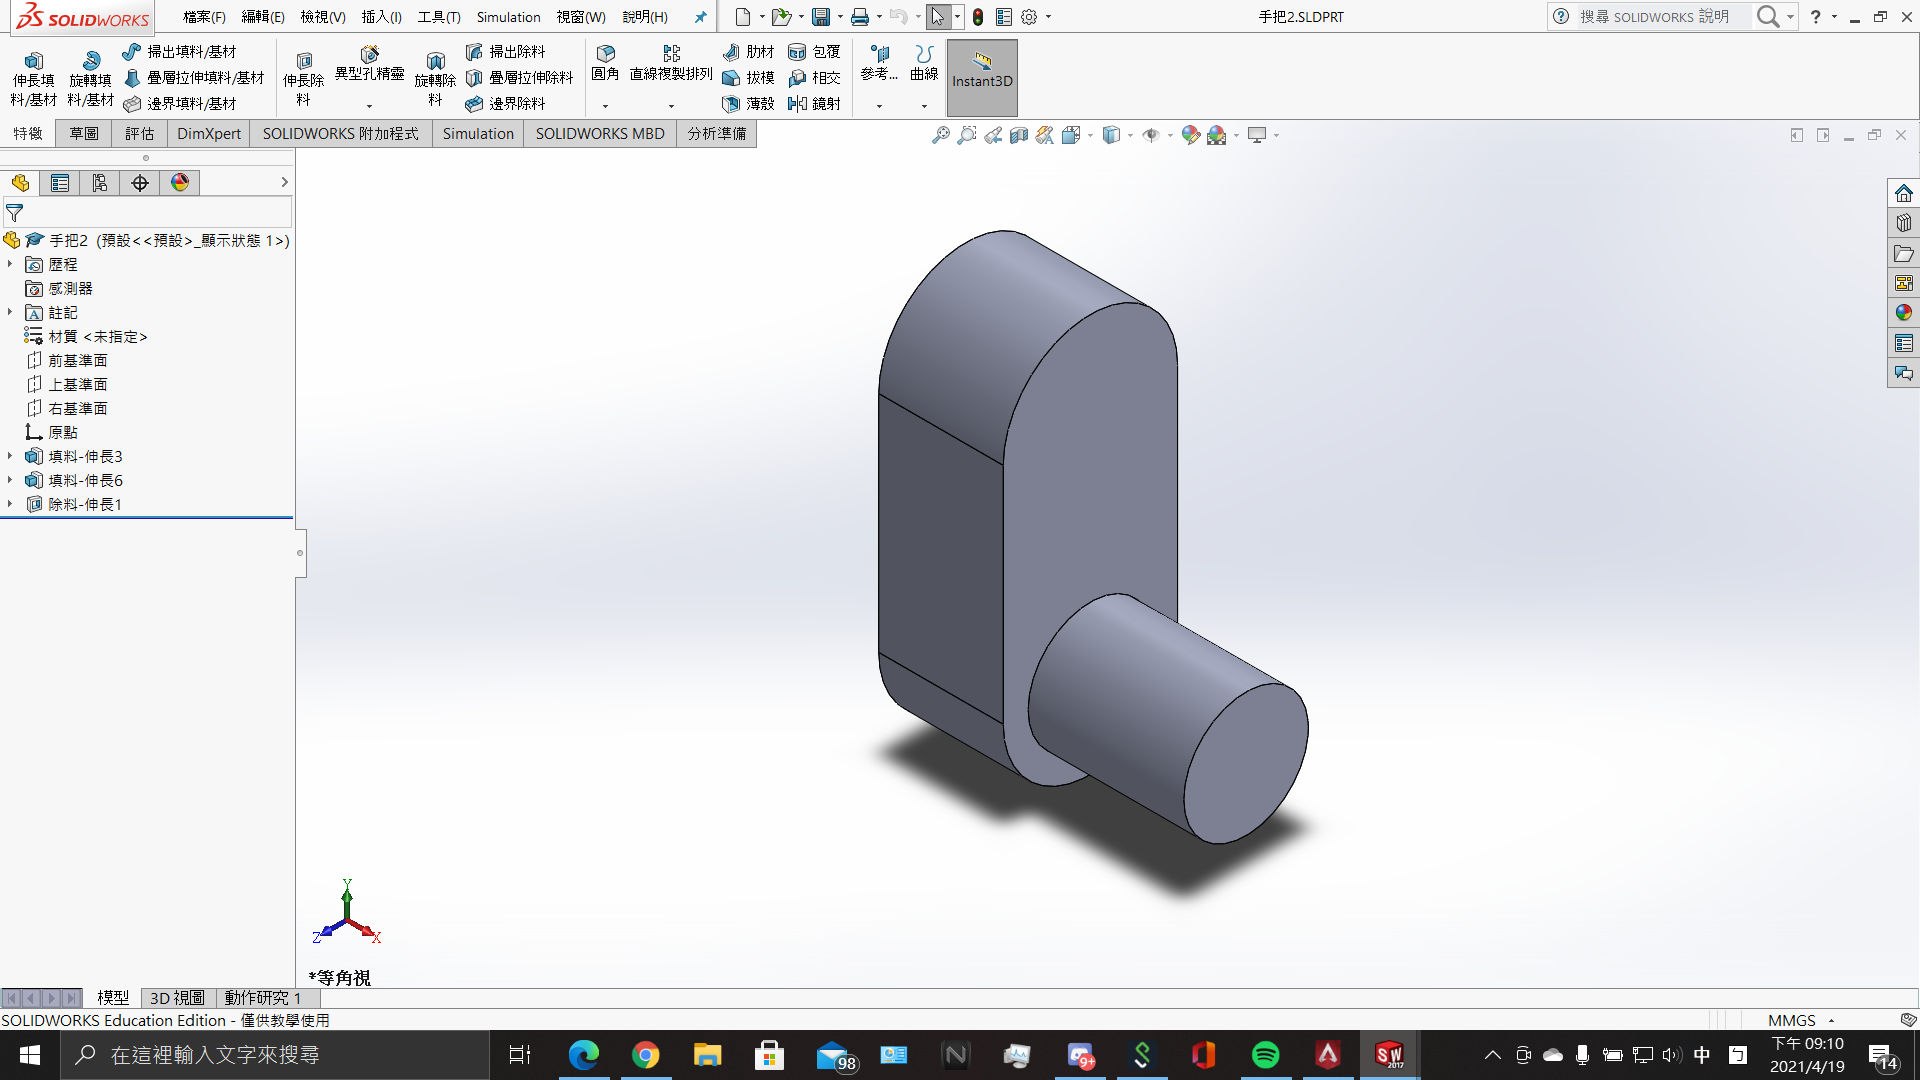 SOLIDWORKS
檔案(F) 編輯(E) 檢視(V) 插入(I) 工具(T) Simulation 視窗(W) 說明(H)
手把2.SLDPRT
搜尋 SOLIDWORKS 說明
伸長填料/基材
旋轉填料/基材
掃出填料/基材
疊層拉伸填料/基材
邊界填料/基材
伸長除料
異型孔精靈
旋轉除料
掃出除料
疊層拉伸除料
邊界除料
圓角
直線複製排列
肋材
拔模
薄殼
包覆
相交
鏡射
參考...
曲線
Instant3D
特徵 草圖 評估 DimXpert SOLIDWORKS 附加程式 Simulation SOLIDWORKS MBD 分析準備
手把2 (預設<<預設>_顯示狀態 1>)
歷程
感測器
註記
材質 <未指定>
前基準面
上基準面
右基準面
原點
填料-伸長3
填料-伸長6
除料-伸長1
Y
Z
X
*等角視
模型 3D 視圖 動作研究 1
SOLIDWORKS Education Edition - 僅供教學使用
MMGS
在這裡輸入文字來搜尋
98
9+
SW
2017
中
下午 09:10
2021/4/19
14